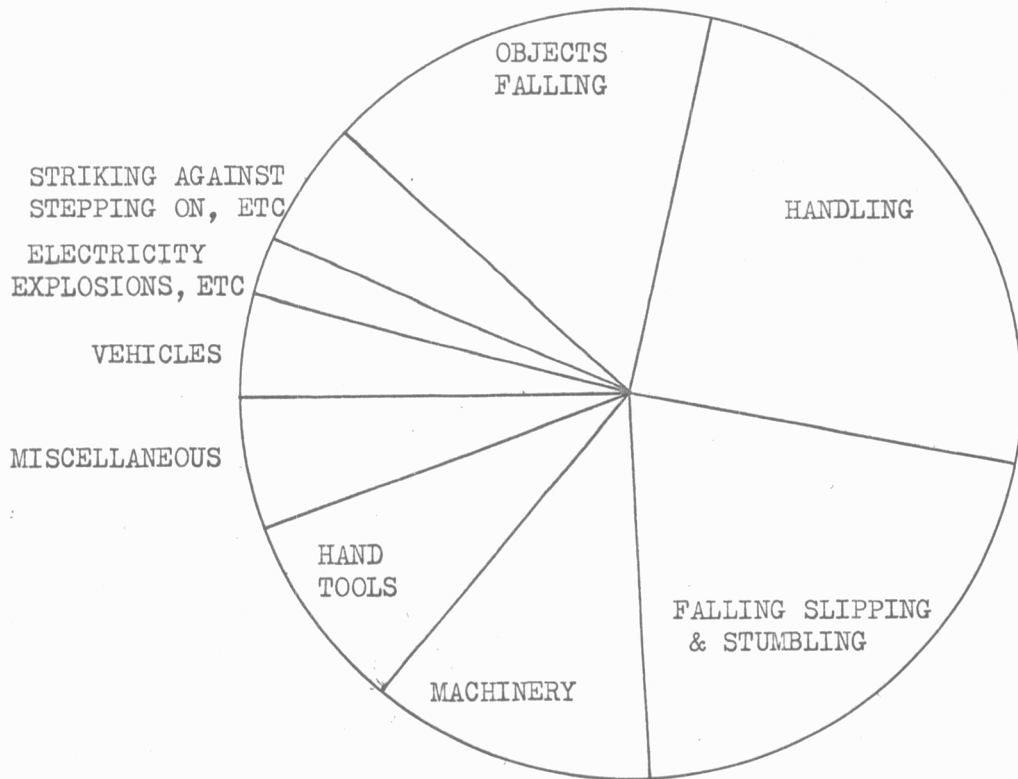 OBJECTS
FALLING
STRIKING AGAINST
STEPPING ON, ETC
HANDLING
ELECTRICITY
EXPLOSIONS, ETC
VEHICLES
MISCELLANEOUS
HAND
TOOLS
FALLING SLIPPING
& STUMBLING
MACHINERY